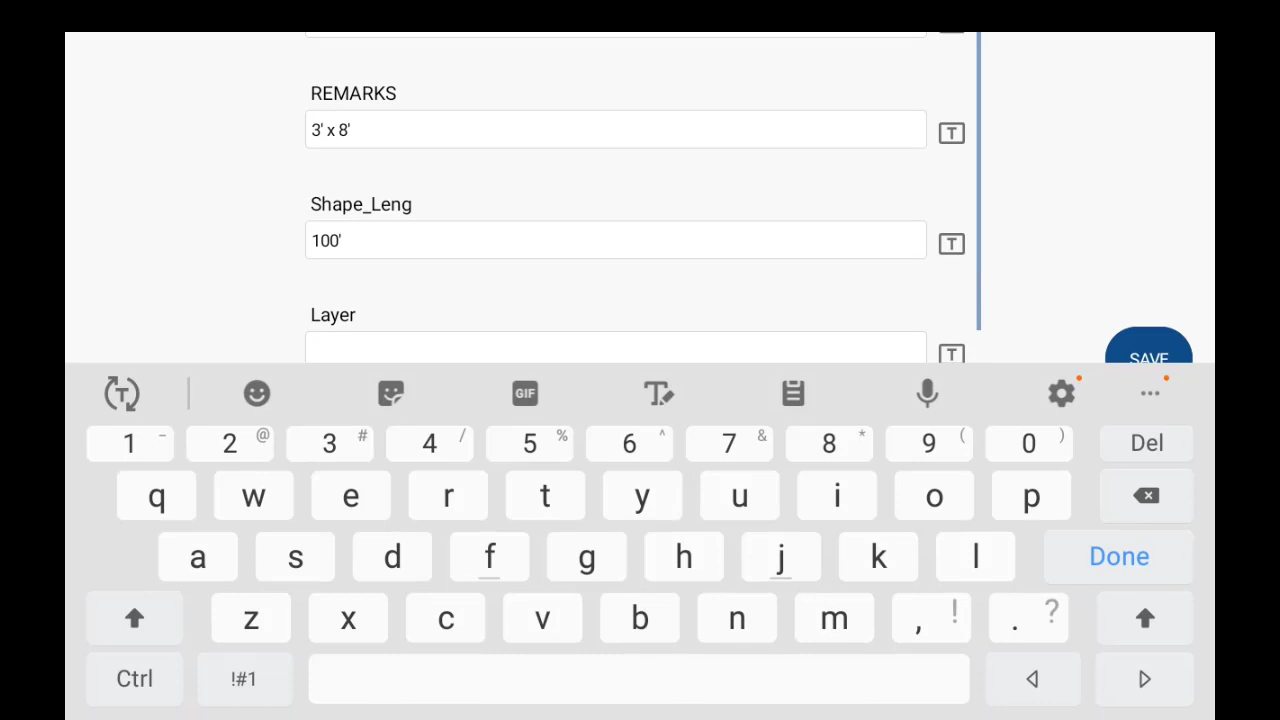 REMARKS
3' x 8'
T
Shape_Leng
100'
T
Layer
T
SAVE
T GIF T ...
1 - 2 @ 3 # 4 / 5 % 6 ^ 7 & 8 * 9 ( 0 ) Del
q w e r t y u i o p
a s d f g h j k l Done
z x c v b n m , ! . ?
Ctrl !#1